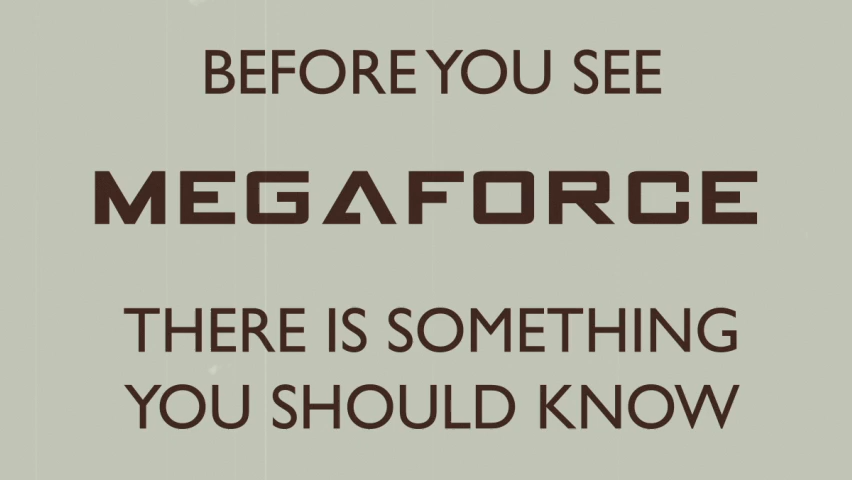 BEFORE YOU SEE
MEGAFORCE
THERE IS SOMETHING
YOU SHOULD KNOW